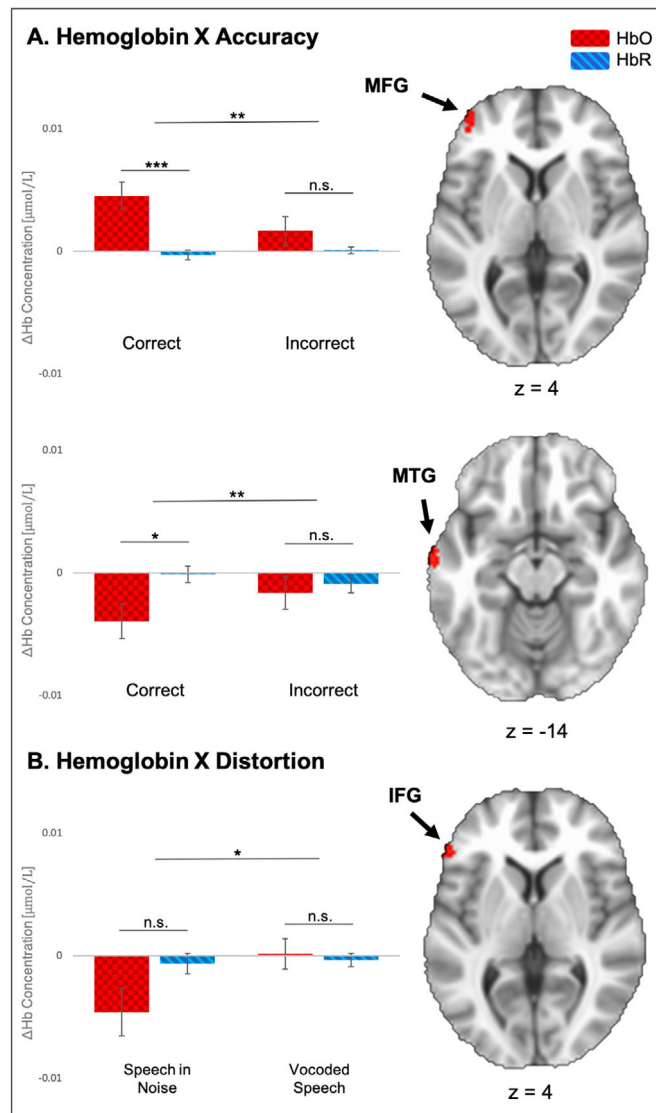 A. Hemoglobin X Accuracy
HbO
HbR
MFG
ΔHb Concentration [μmol/L]
0.01
0
-0.01
**
***
n.s.
Correct
Incorrect
z = 4
MTG
ΔHb Concentration [μmol/L]
0.01
0
-0.01
**
*
n.s.
Correct
Incorrect
z = -14
B. Hemoglobin X Distortion
IFG
ΔHb Concentration [μmol/L]
0.01
0
-0.01
*
n.s.
n.s.
Speech in
Noise
Vocoded
Speech
z = 4